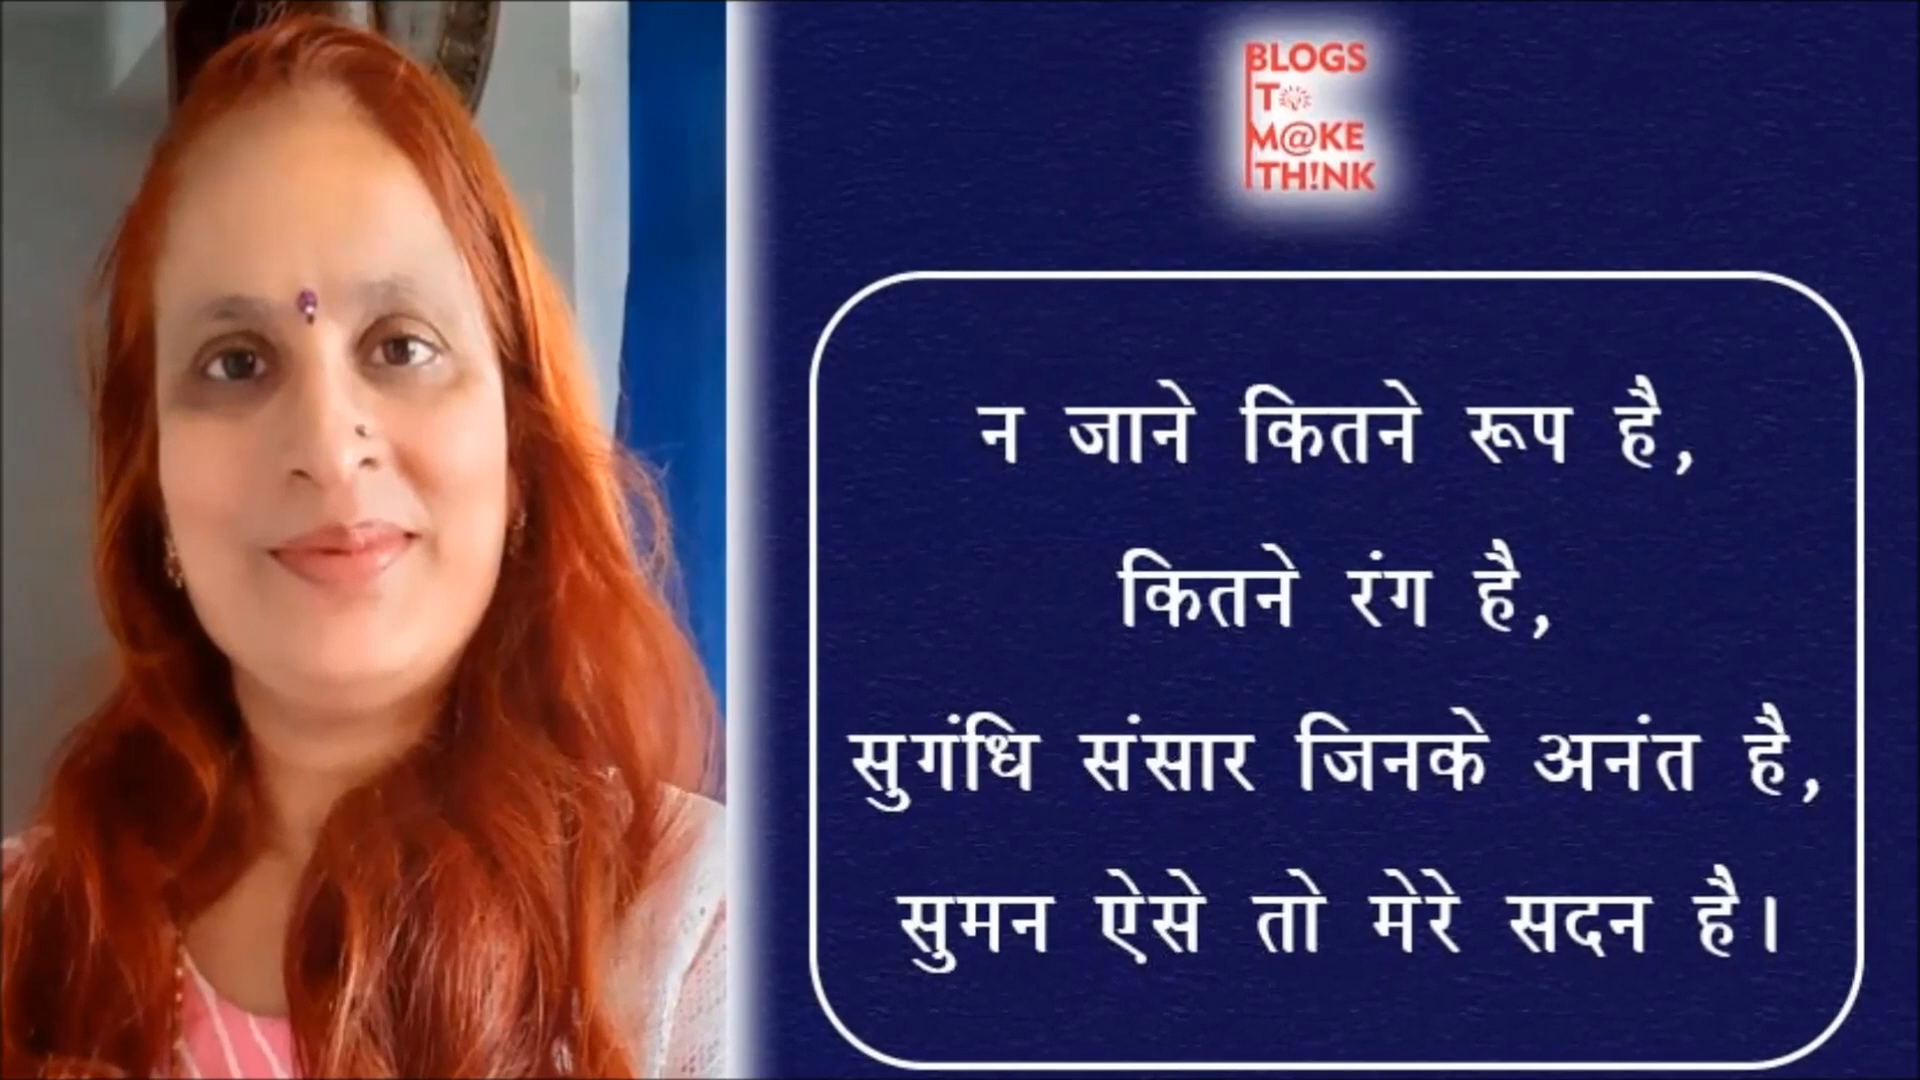 BLOGS
TO
M@KE
TH!NK
न जाने कितने रूप है,
कितने रंग है,
सुगंधि संसार जिनके अनंत है,
सुमन ऐसे तो मेरे सदन है।